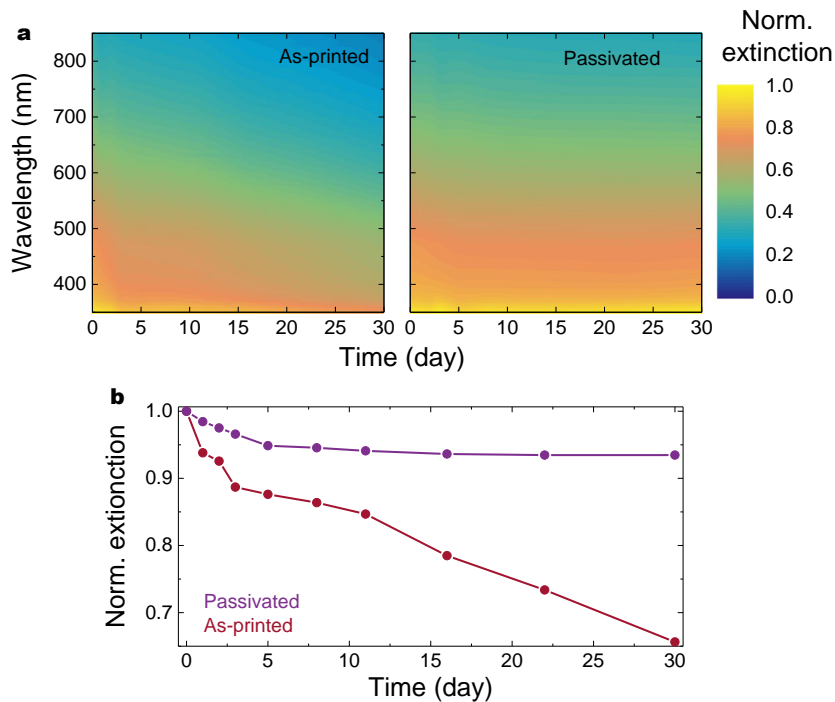 a
As-printed
Passivated
Norm.
extinction
Wavelength (nm)
800
700
600
500
400
0 5 10 15 20 25 30
0 5 10 15 20 25 30
1.0
0.8
0.6
0.4
0.2
0.0
Time (day)
b
Norm. extionction
1.0
0.9
0.8
0.7
Passivated
As-printed
0 5 10 15 20 25 30
Time (day)